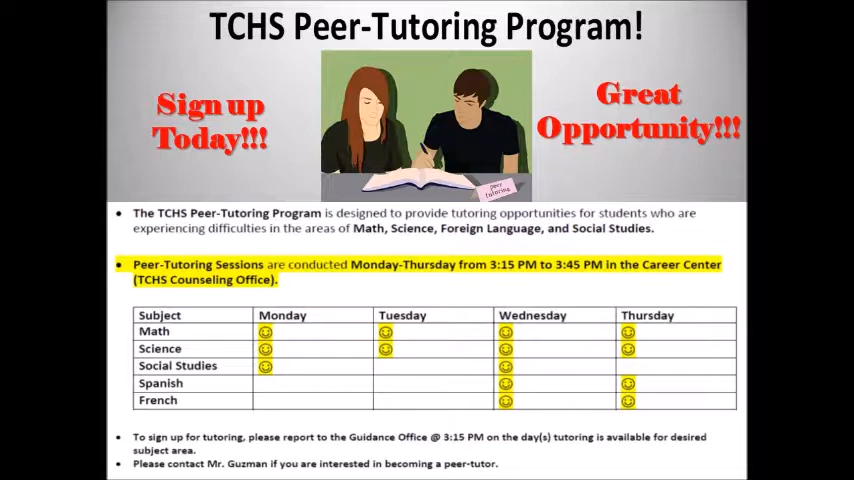 TCHS Peer-Tutoring Program!
Sign up
Today!!!
Great
Opportunity!!!
peer
tutoring
• The TCHS Peer-Tutoring Program is designed to provide tutoring opportunities for students who are
experiencing difficulties in the areas of Math, Science, Foreign Language, and Social Studies.
• Peer-Tutoring Sessions are conducted Monday-Thursday from 3:15 PM to 3:45 PM in the Career Center
(TCHS Counseling Office).
Subject Monday Tuesday Wednesday Thursday
Math ☺ ☺ ☺ ☺
Science ☺ ☺ ☺ ☺
Social Studies ☺ ☺
Spanish ☺ ☺
French ☺ ☺
• To sign up for tutoring, please report to the Guidance Office @ 3:15 PM on the day(s) tutoring is available for desired
subject area.
• Please contact Mr. Guzman if you are interested in becoming a peer-tutor.